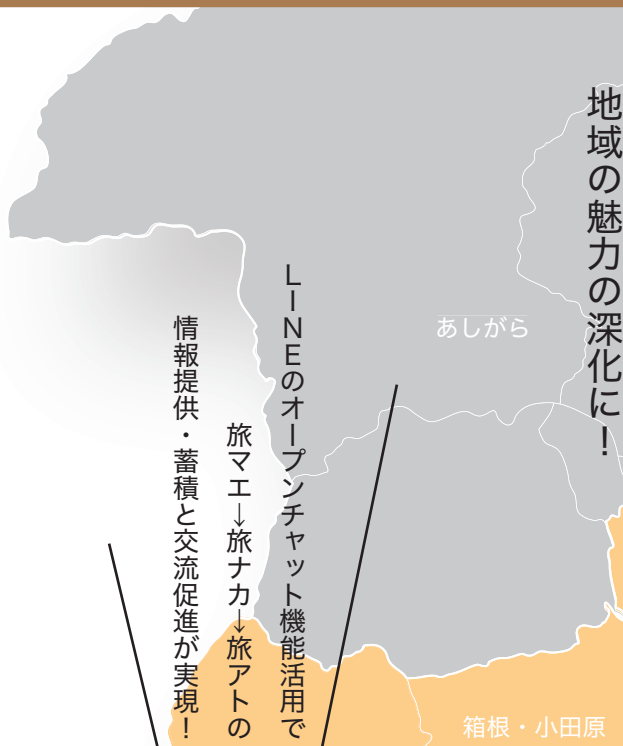 地域の魅力の深化に！
LINEのオープンチャット機能活用で
旅マエ→旅ナカ→旅アトの
情報提供・蓄積と交流促進が実現！
あしがら
箱根・小田原